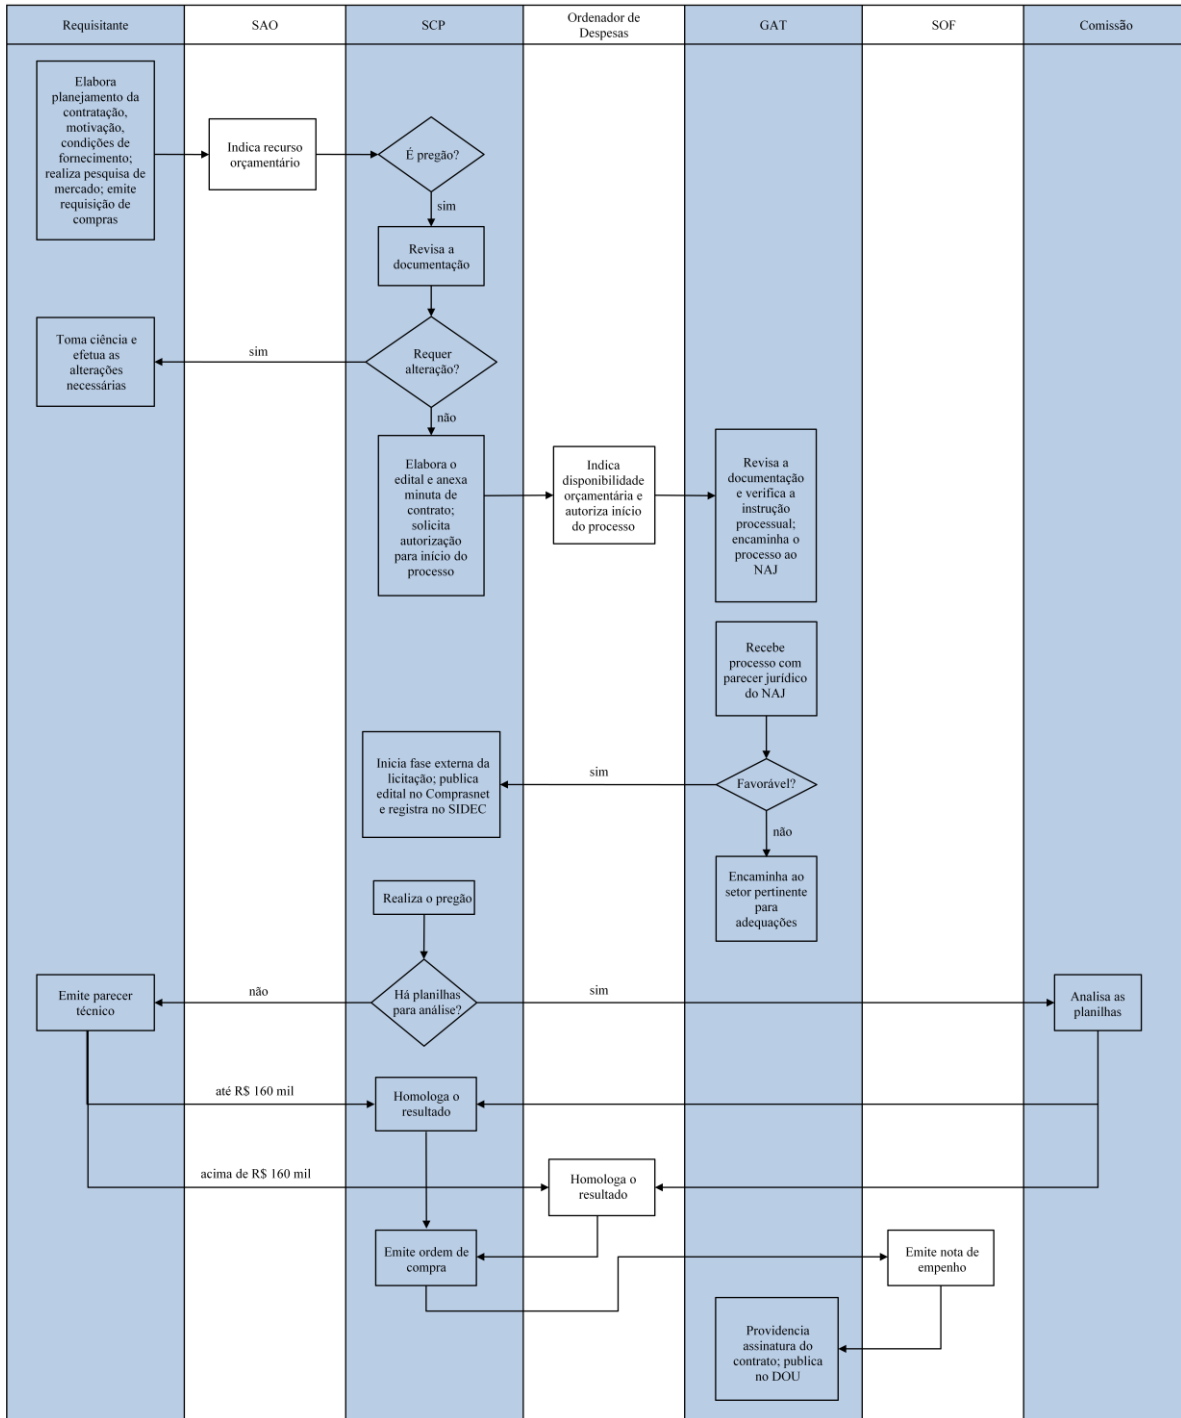 Requisitante
SAO
SCP
Ordenador de
Despesas
GAT
SOF
Comissão
Elabora
planejamento da
contratação,
motivação,
condições de
fornecimento;
realiza pesquisa de
mercado; emite
requisição de
compras
Indica recurso
orçamentário
É pregão?
sim
Revisa a
documentação
Toma ciência e
efetua as
alterações
necessárias
sim
Requer
alteração?
não
Elabora o
edital e anexa
minuta de
contrato;
solicita
autorização
para início do
processo
Indica
disponibilidade
orçamentária e
autoriza início
do processo
Revisa a
documentação
e verifica a
instrução
processual;
encaminha o
processo ao
NAJ
Recebe
processo com
parecer jurídico
do NAJ
Inicia fase externa da
licitação; publica
edital no Comprasnet
e registra no SIDEC
sim
Favorável?
não
Encaminha ao
setor pertinente
para
adequações
Realiza o pregão
Emite parecer
técnico
não
Há planilhas
para análise?
sim
Analisa as
planilhas
até R$ 160 mil
Homologa o
resultado
acima de R$ 160 mil
Homologa o
resultado
Emite ordem de
compra
Emite nota de
empenho
Providencia
assinatura do
contrato; publica
no DOU